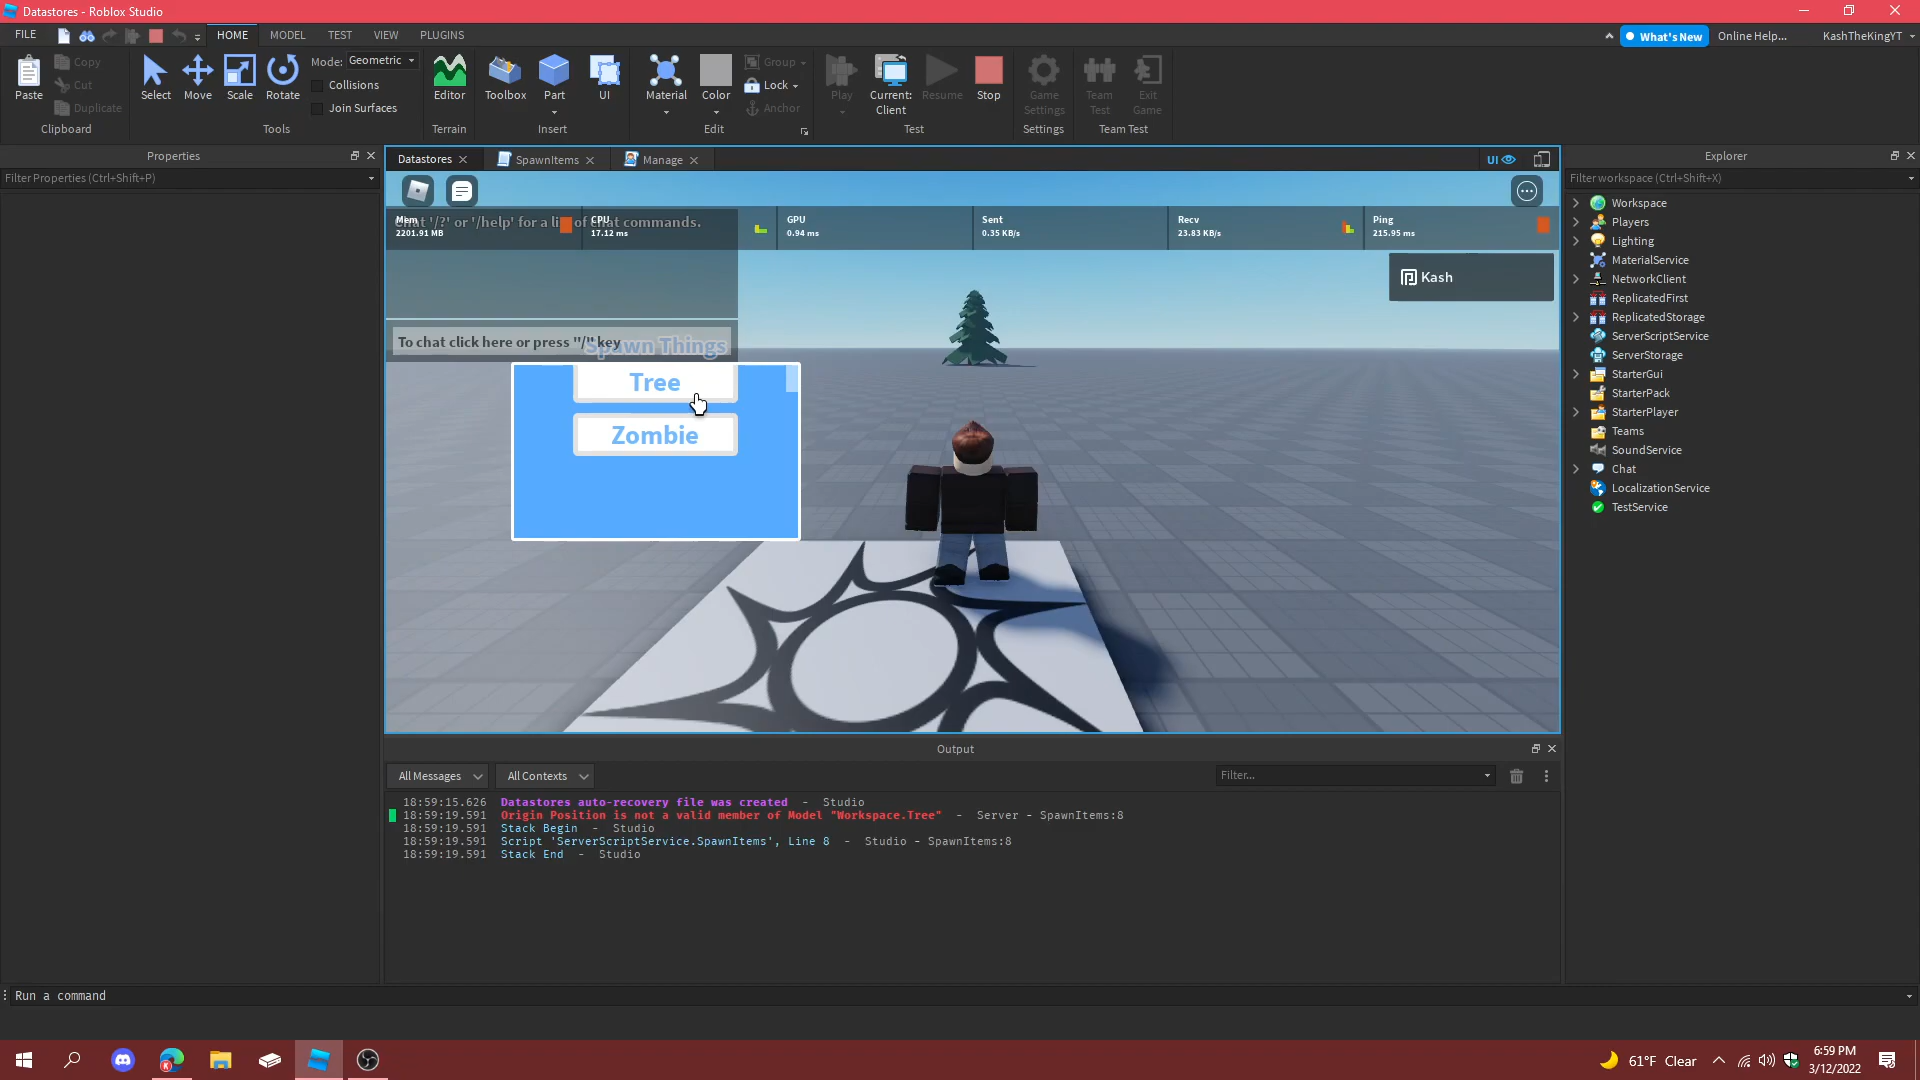 Datastores - Roblox Studio
FILE
HOME
MODEL
TEST
VIEW
PLUGINS
What's New
Online Help...
KashTheKingYT
Paste
Copy
Cut
Duplicate
Clipboard
Select
Move
Scale
Rotate
Mode: Geometric
Collisions
Join Surfaces
Tools
Editor
Terrain
Toolbox
Part
UI
Insert
Material
Color
Group
Lock
Anchor
Edit
Play
Current:
Client
Resume
Stop
Test
Game
Settings
Settings
Team
Test
Exit
Game
Team Test
Properties
Filter Properties (Ctrl+Shift+P)
Datastores
SpawnItems
Manage
UI
Chat '/?' or '/help' for a list of chat commands.
Mem
2201.91 MB
CPU
17.12 ms
GPU
0.94 ms
Sent
0.35 KB/s
Recv
23.83 KB/s
Ping
215.95 ms
Kash
To chat click here or press "/" key
Spawn Things
Tree
Zombie
Explorer
Filter workspace (Ctrl+Shift+X)
Workspace
Players
Lighting
MaterialService
NetworkClient
ReplicatedFirst
ReplicatedStorage
ServerScriptService
ServerStorage
StarterGui
StarterPack
StarterPlayer
Teams
SoundService
Chat
LocalizationService
TestService
Output
All Messages
All Contexts
Filter...
18:59:15.626 Datastores auto-recovery file was created - Studio
18:59:19.591 Origin Position is not a valid member of Model "Workspace.Tree" - Server - SpawnItems:8
18:59:19.591 Stack Begin - Studio
18:59:19.591 Script 'ServerScriptService.SpawnItems', Line 8 - Studio - SpawnItems:8
18:59:19.591 Stack End - Studio
Run a command
61°F Clear
6:59 PM
3/12/2022